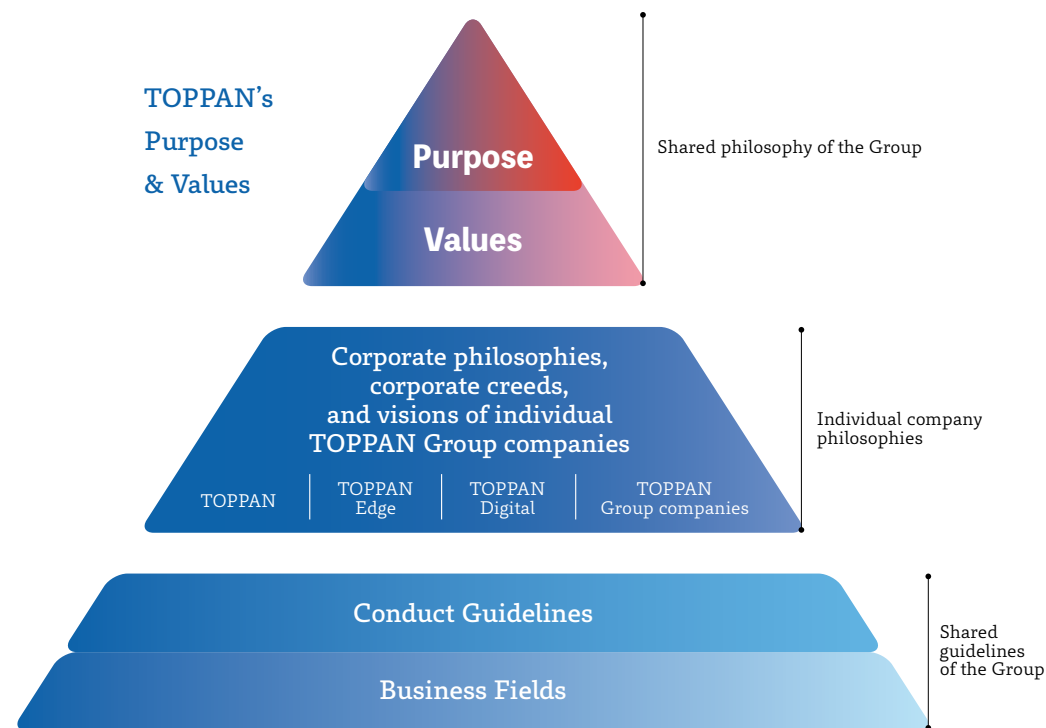 TOPPAN's
Purpose
& Values
Purpose
Values
Shared philosophy of the Group
Corporate philosophies,
corporate creeds,
and visions of individual
TOPPAN Group companies
TOPPAN
TOPPAN
Edge
TOPPAN
Digital
TOPPAN
Group companies
Individual company
philosophies
Conduct Guidelines
Business Fields
Shared
guidelines
of the Group